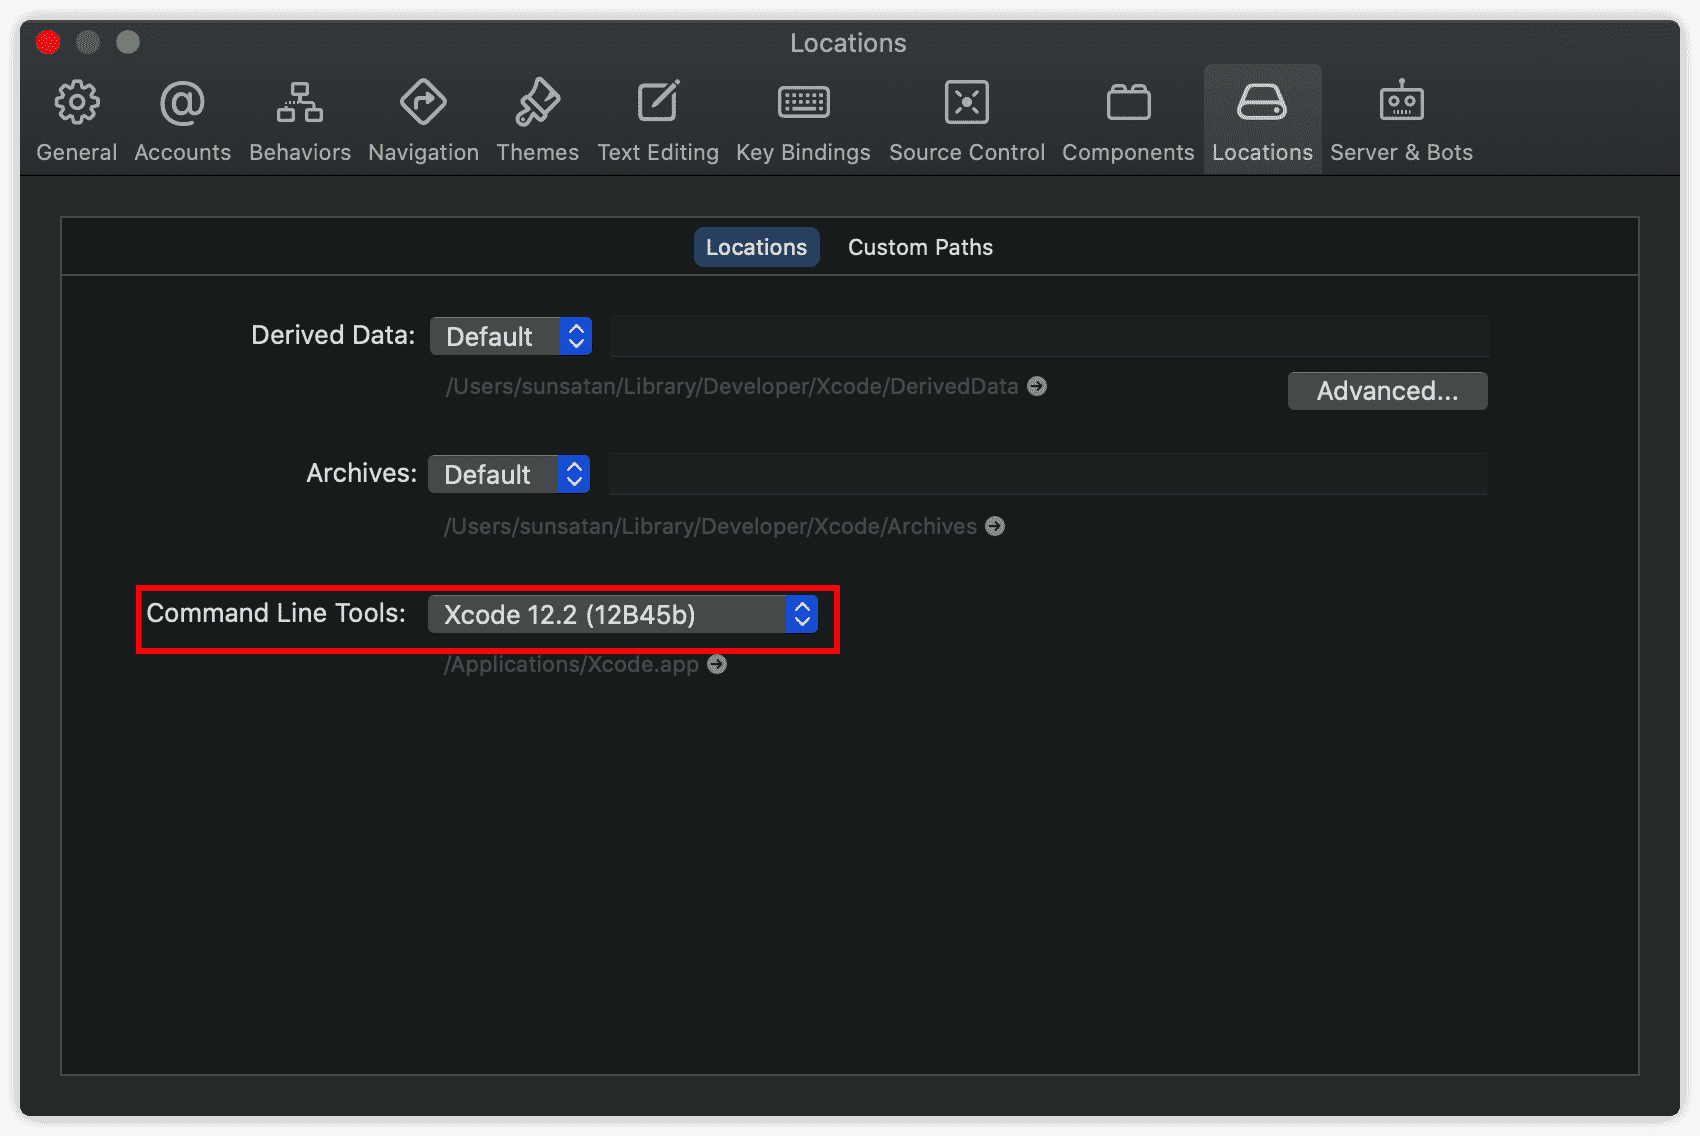 Locations
General Accounts Behaviors Navigation Themes Text Editing Key Bindings Source Control Components Locations Server & Bots
Locations Custom Paths
Derived Data: Default
/Users/sunsatan/Library/Developer/Xcode/DerivedData
Advanced...
Archives: Default
/Users/sunsatan/Library/Developer/Xcode/Archives
Command Line Tools: Xcode 12.2 (12B45b)
/Applications/Xcode.app